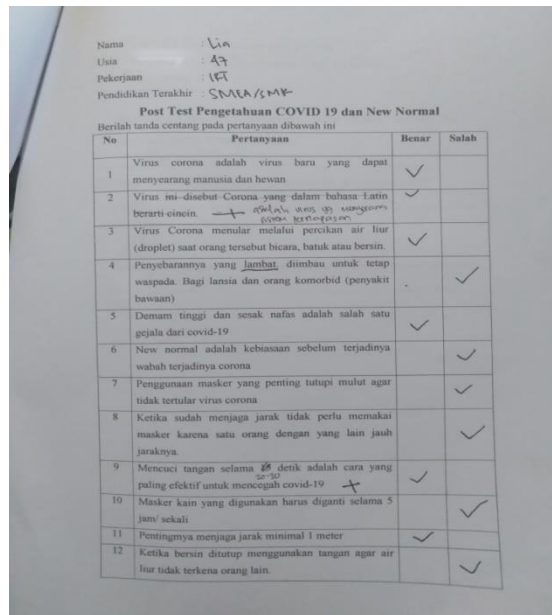 Nama : Lia
Usia : 47
Pekerjaan : IRT
Pendidikan Terakhir : SMEA/SMK
Post Test Pengetahuan COVID 19 dan New Normal
Berilah tanda centang pada pertanyaan dibawah ini
No Pertanyaan Benar Salah
1 Virus corona adalah virus baru yang dapat
menyearang manusia dan hewan
2 Virus ini disebut Corona yang dalam bahasa Latin
berarti cincin. adalah virus yg
sistem pernapasan
3 Virus Corona menular melalui percikan air liur
(droplet) saat orang tersebut bicara, batuk atau bersin.
4 Penyebarannya yang lambat, diimbau untuk tetap
waspada. Bagi lansia dan orang komorbid (penyakit
bawaan)
5 Demam tinggi dan sesak nafas adalah salah satu
gejala dari covid-19
6 New normal adalah kebiasaan sebelum terjadinya
wabah terjadinya corona
7 Penggunaan masker yang penting tutupi mulut agar
tidak tertular virus corona
8 Ketika sudah menjaga jarak tidak perlu memakai
masker karena satu orang dengan yang lain jauh
jaraknya.
9 Mencuci tangan selama detik adalah cara yang
20-30
paling efektif untuk mencegah covid-19
10 Masker kain yang digunakan harus diganti selama 5
jam/ sekali
11 Pentingmya menjaga jarak minimal 1 meter
12 Ketika bersin ditutup menggunakan tangan agar air
liur tidak terkena orang lain.